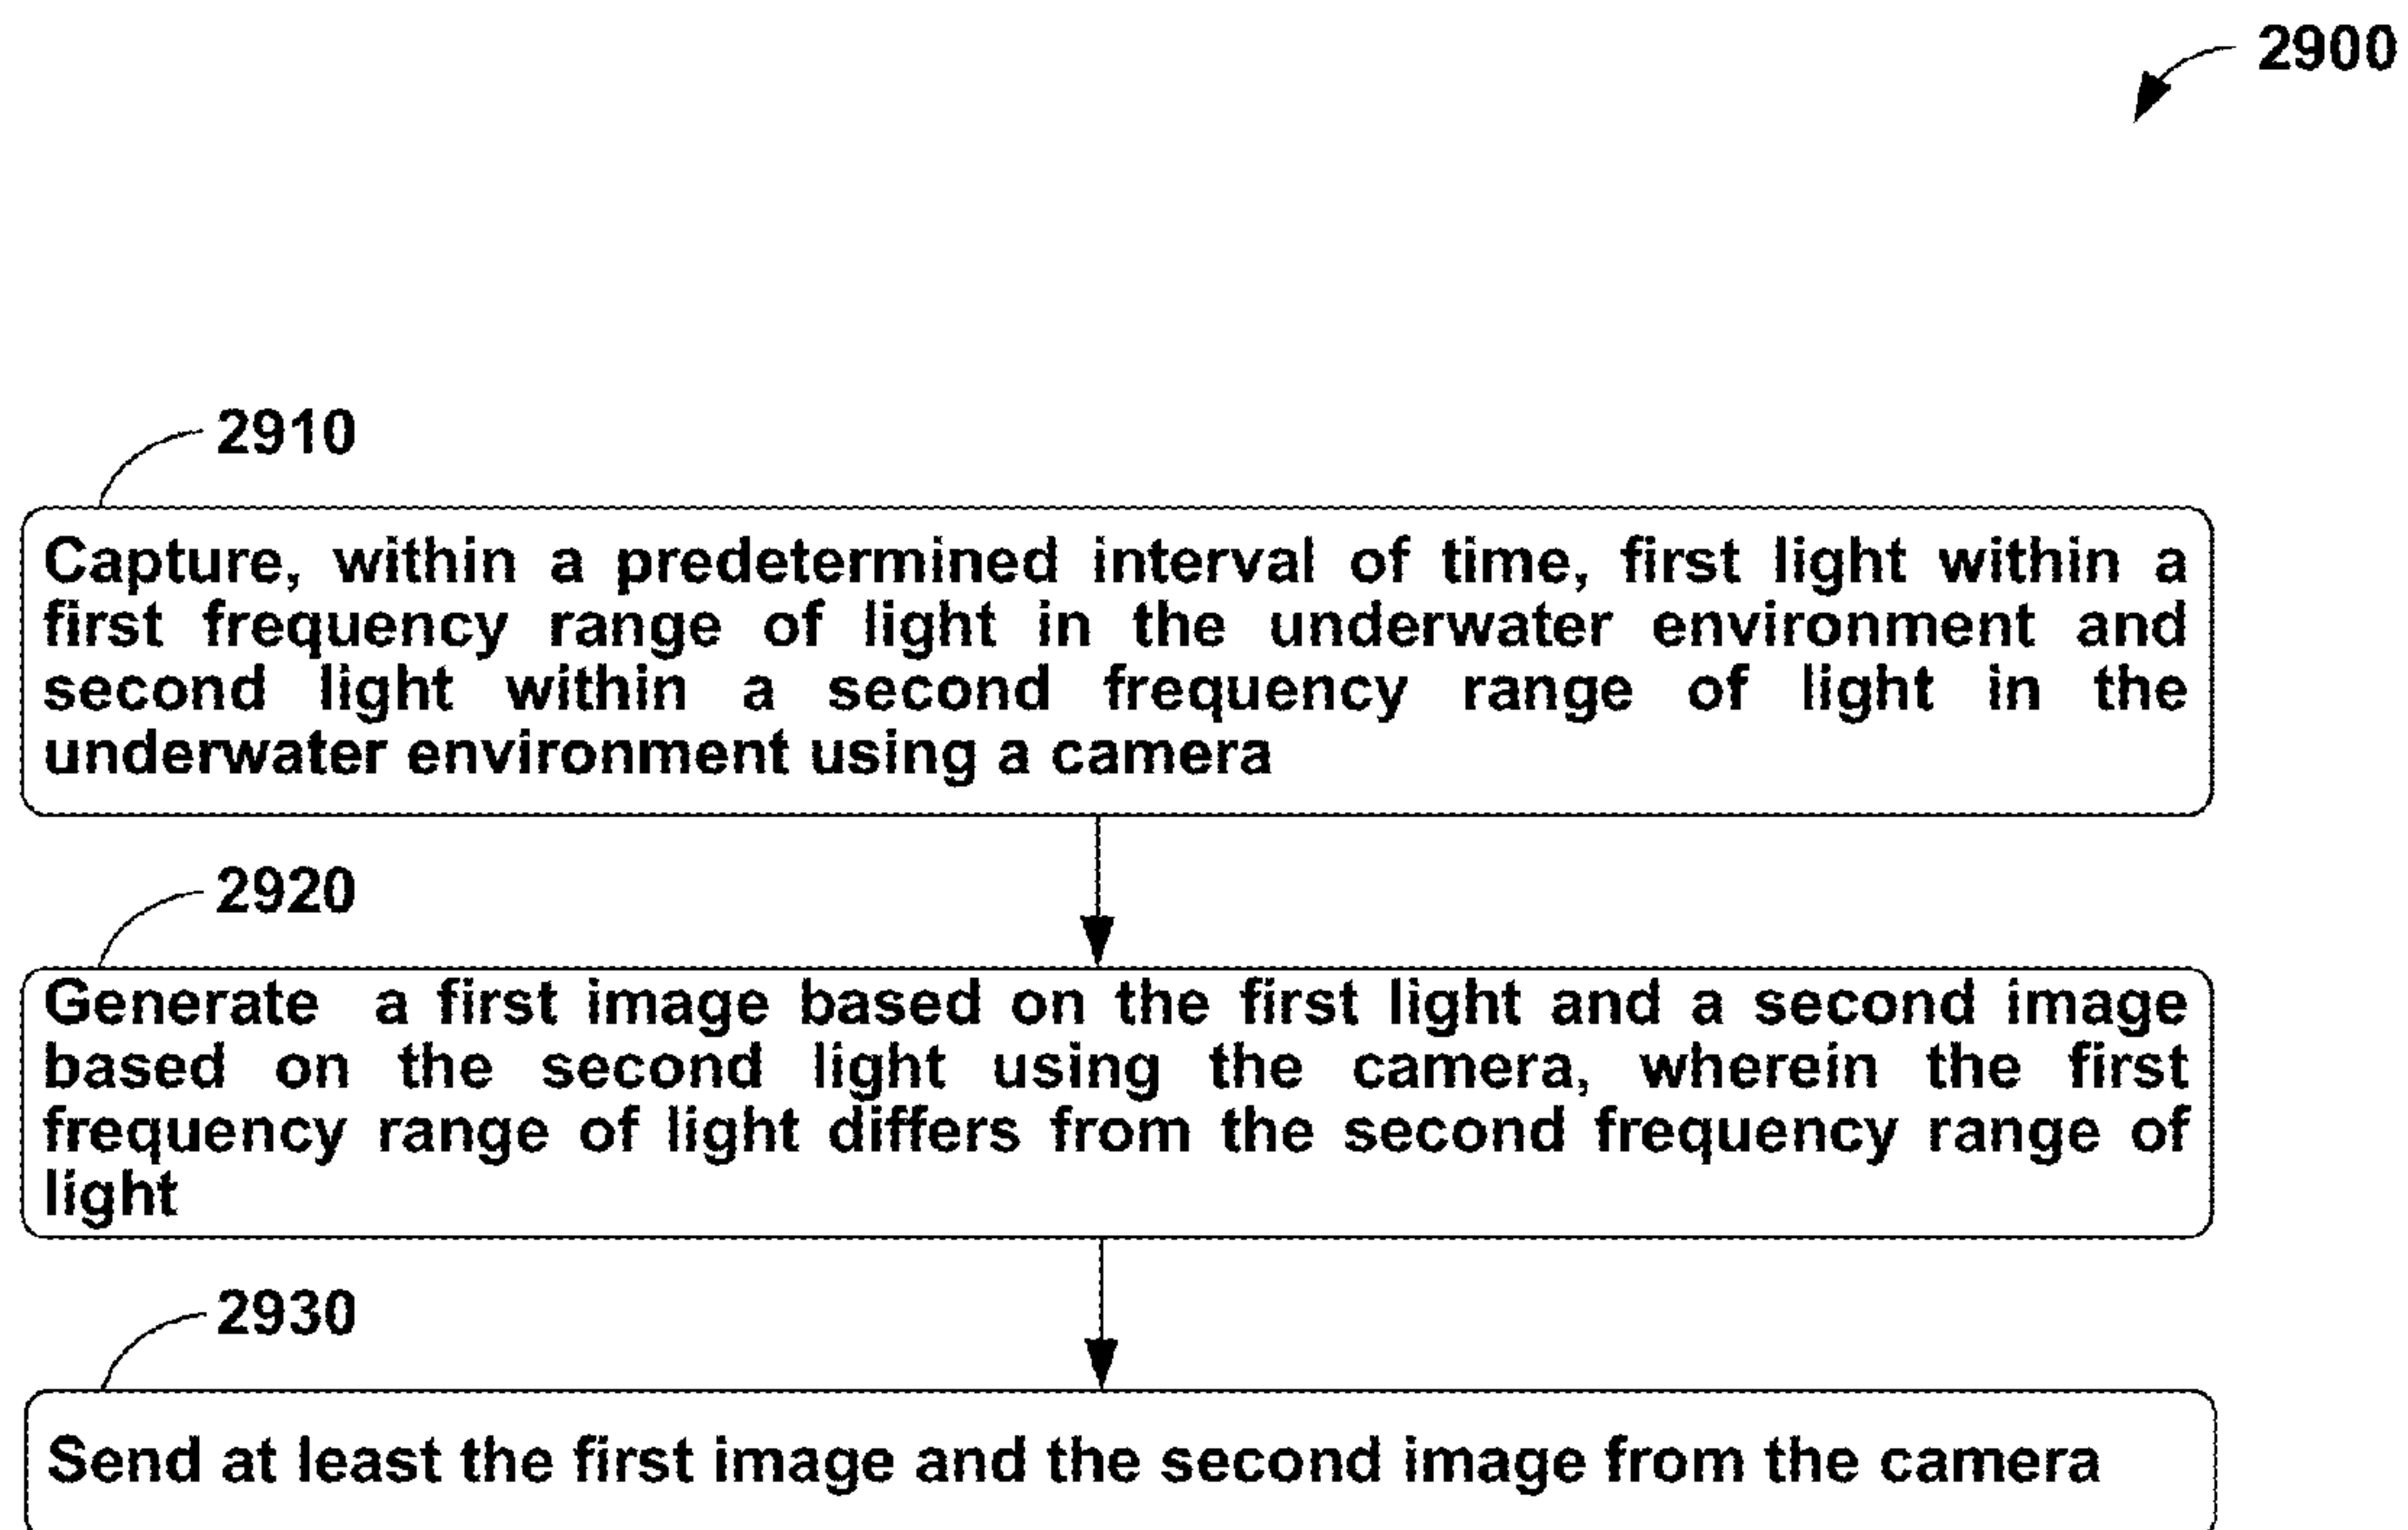 2900
2910
Capture, within a predetermined interval of time, first light within a
first frequency range of light in the underwater environment and
second light within a second frequency range of light in the
underwater environment using a camera
2920
Generate a first image based on the first light and a second image
based on the second light using the camera, wherein the first
frequency range of light differs from the second frequency range of
light
2930
Send at least the first image and the second image from the camera